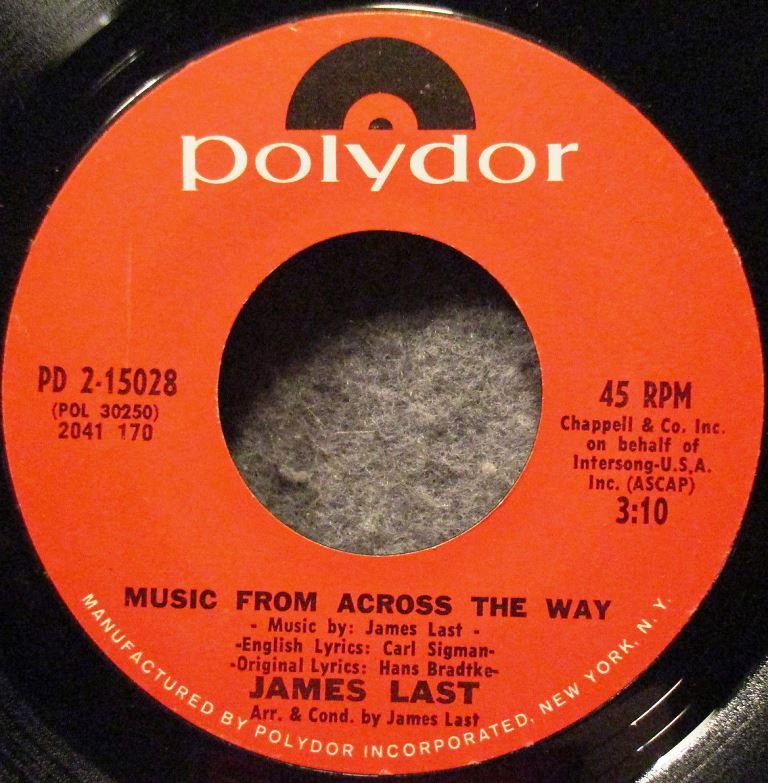 polydor
PD 2-15028
(POL 30250)
2041 170
45 RPM
Chappell & Co. Inc.
on behalf of
Intersong-U.S.A.
Inc. (ASCAP)
3:10
MUSIC FROM ACROSS THE WAY
- Music by: James Last -
-English Lyrics: Carl Sigman-
-Original Lyrics: Hans Bradtke-
JAMES LAST
Arr. & Cond. by James Last
MANUFACTURED BY POLYDOR INCORPORATED, NEW YORK, N. Y.